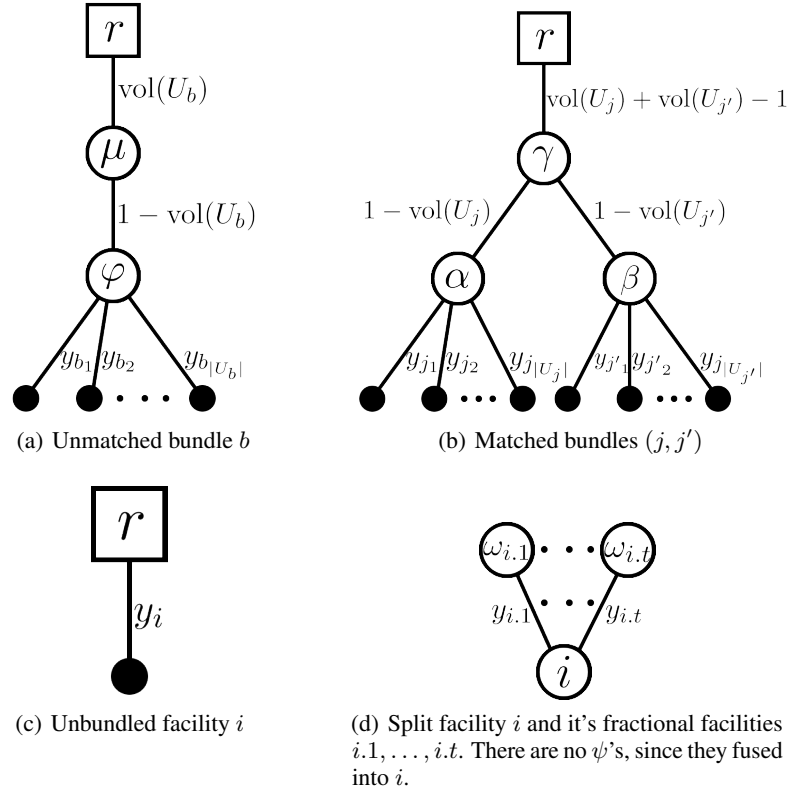 r
vol(U_b)
μ
1 − vol(U_b)
φ
y_{b_1} y_{b_2} · · · y_{b_{|U_b|}}
(a) Unmatched bundle b
r
vol(U_j) + vol(U_{j'}) − 1
γ
1 − vol(U_j) 1 − vol(U_{j'})
α β
y_{j_1} y_{j_2} ··· y_{j_{|U_j|}} y_{j'_1} y_{j'_2} ··· y_{j_{|U_{j'}|}}
(b) Matched bundles (j, j')
r
y_i
(c) Unbundled facility i
ω_{i.1} · · · ω_{i.t}
y_{i.1} · · · y_{i.t}
i
(d) Split facility i and it's fractional facilities
i.1, . . . , i.t. There are no ψ's, since they fused
into i.